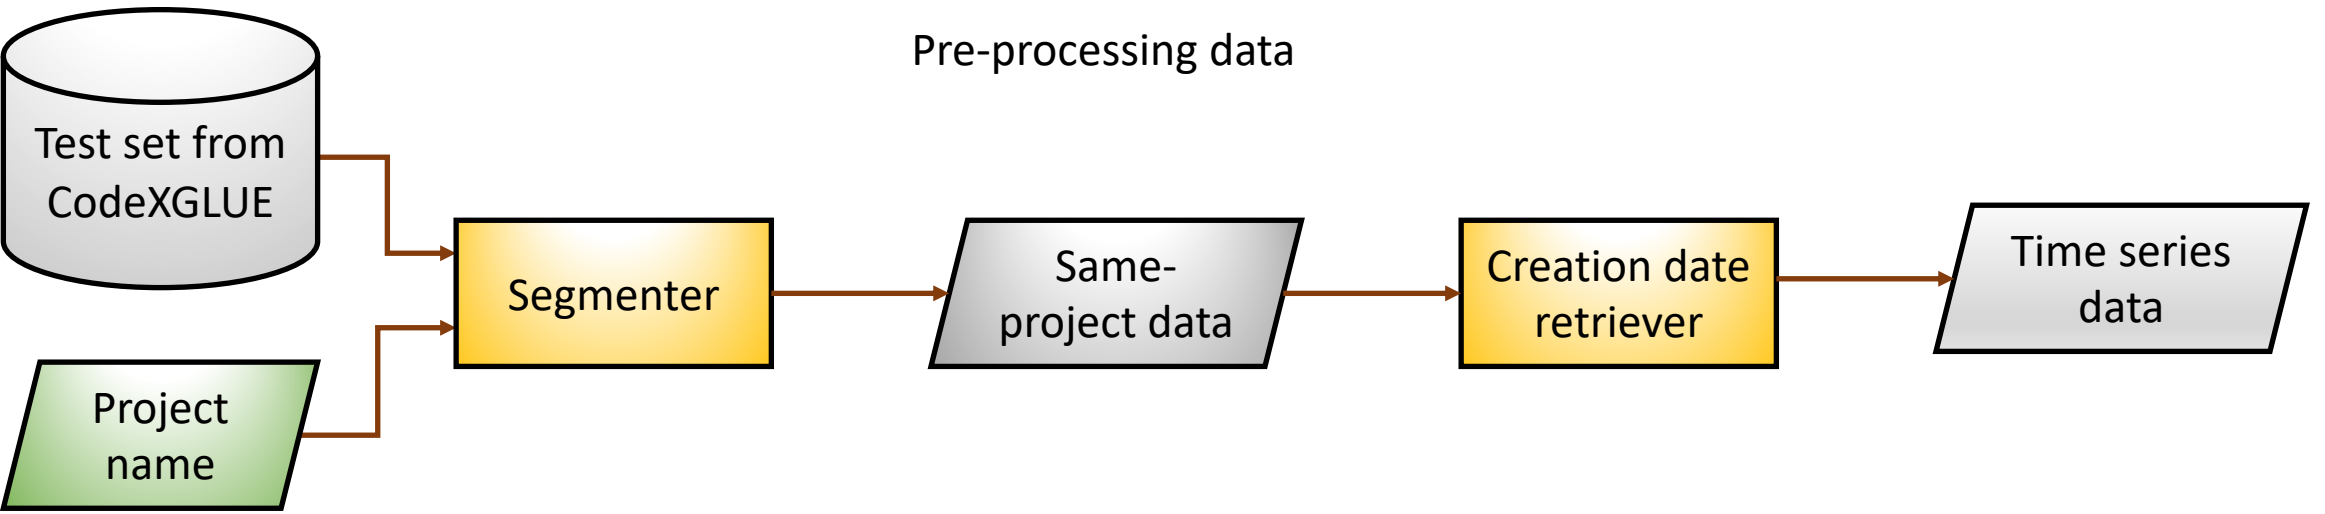 Pre-processing data
Test set from
CodeXGLUE
Project
name
Segmenter
Same-
project data
Creation date
retriever
Time series
data